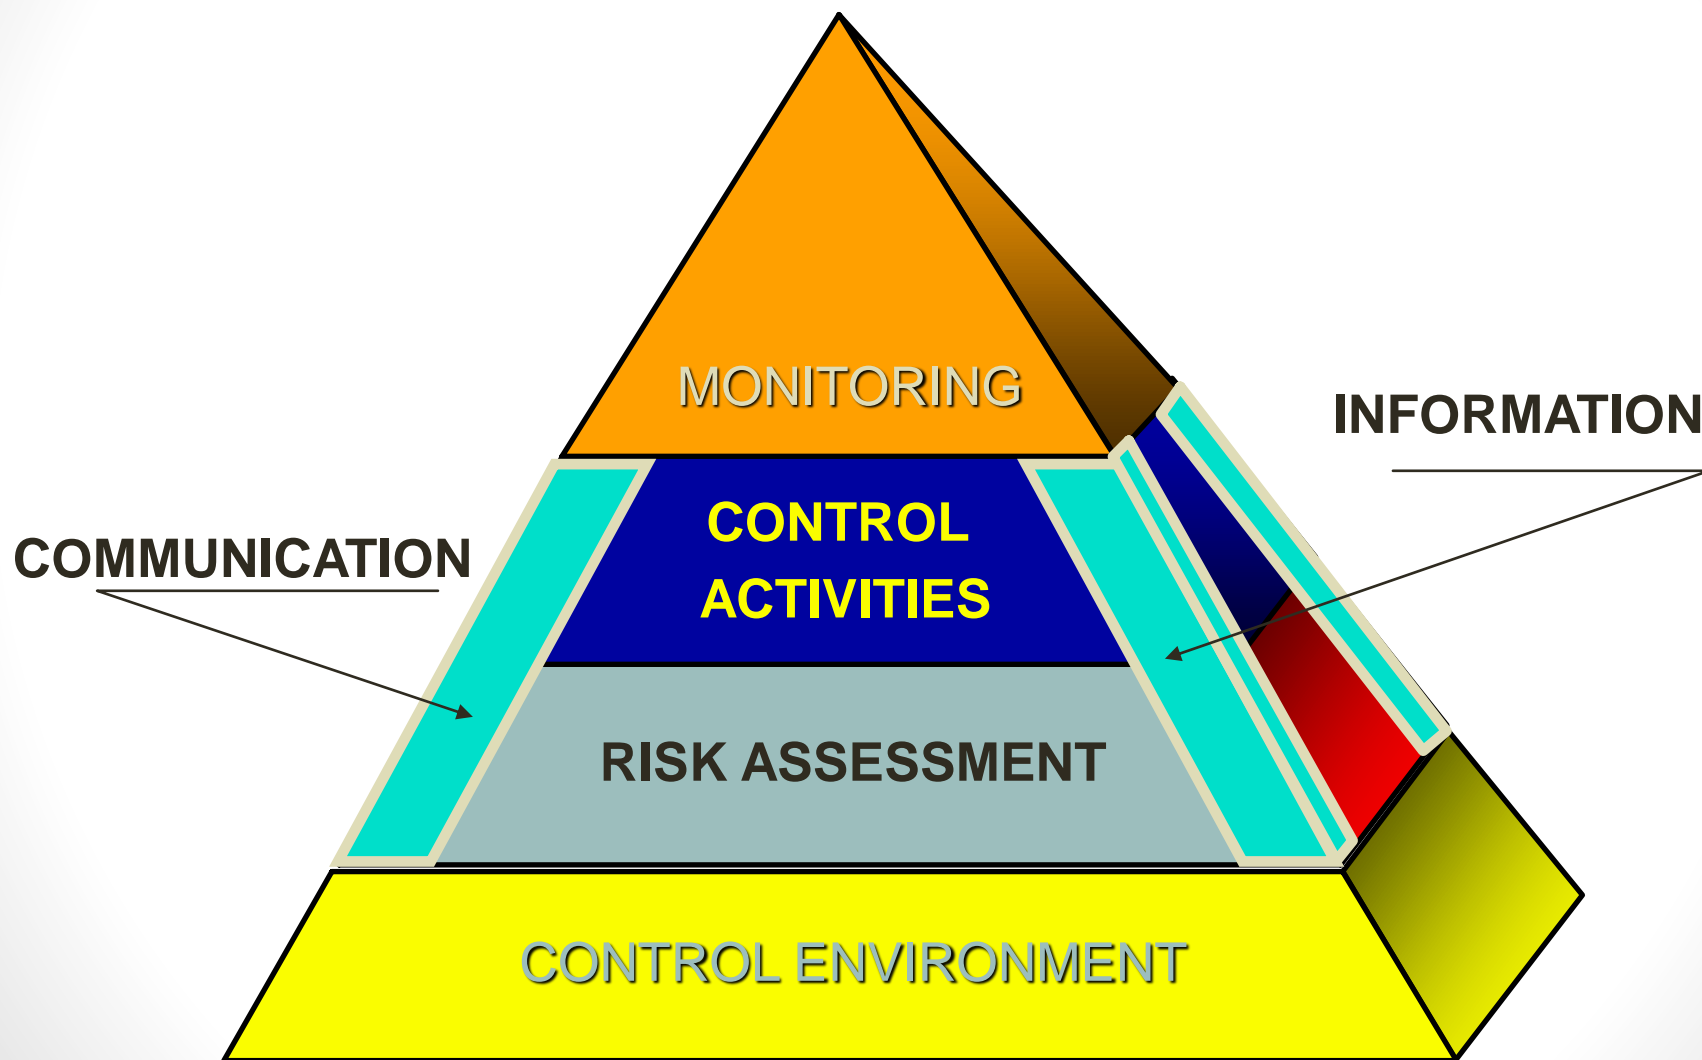 MONITORING
INFORMATION
CONTROL
ACTIVITIES
COMMUNICATION
RISK ASSESSMENT
CONTROL ENVIRONMENT